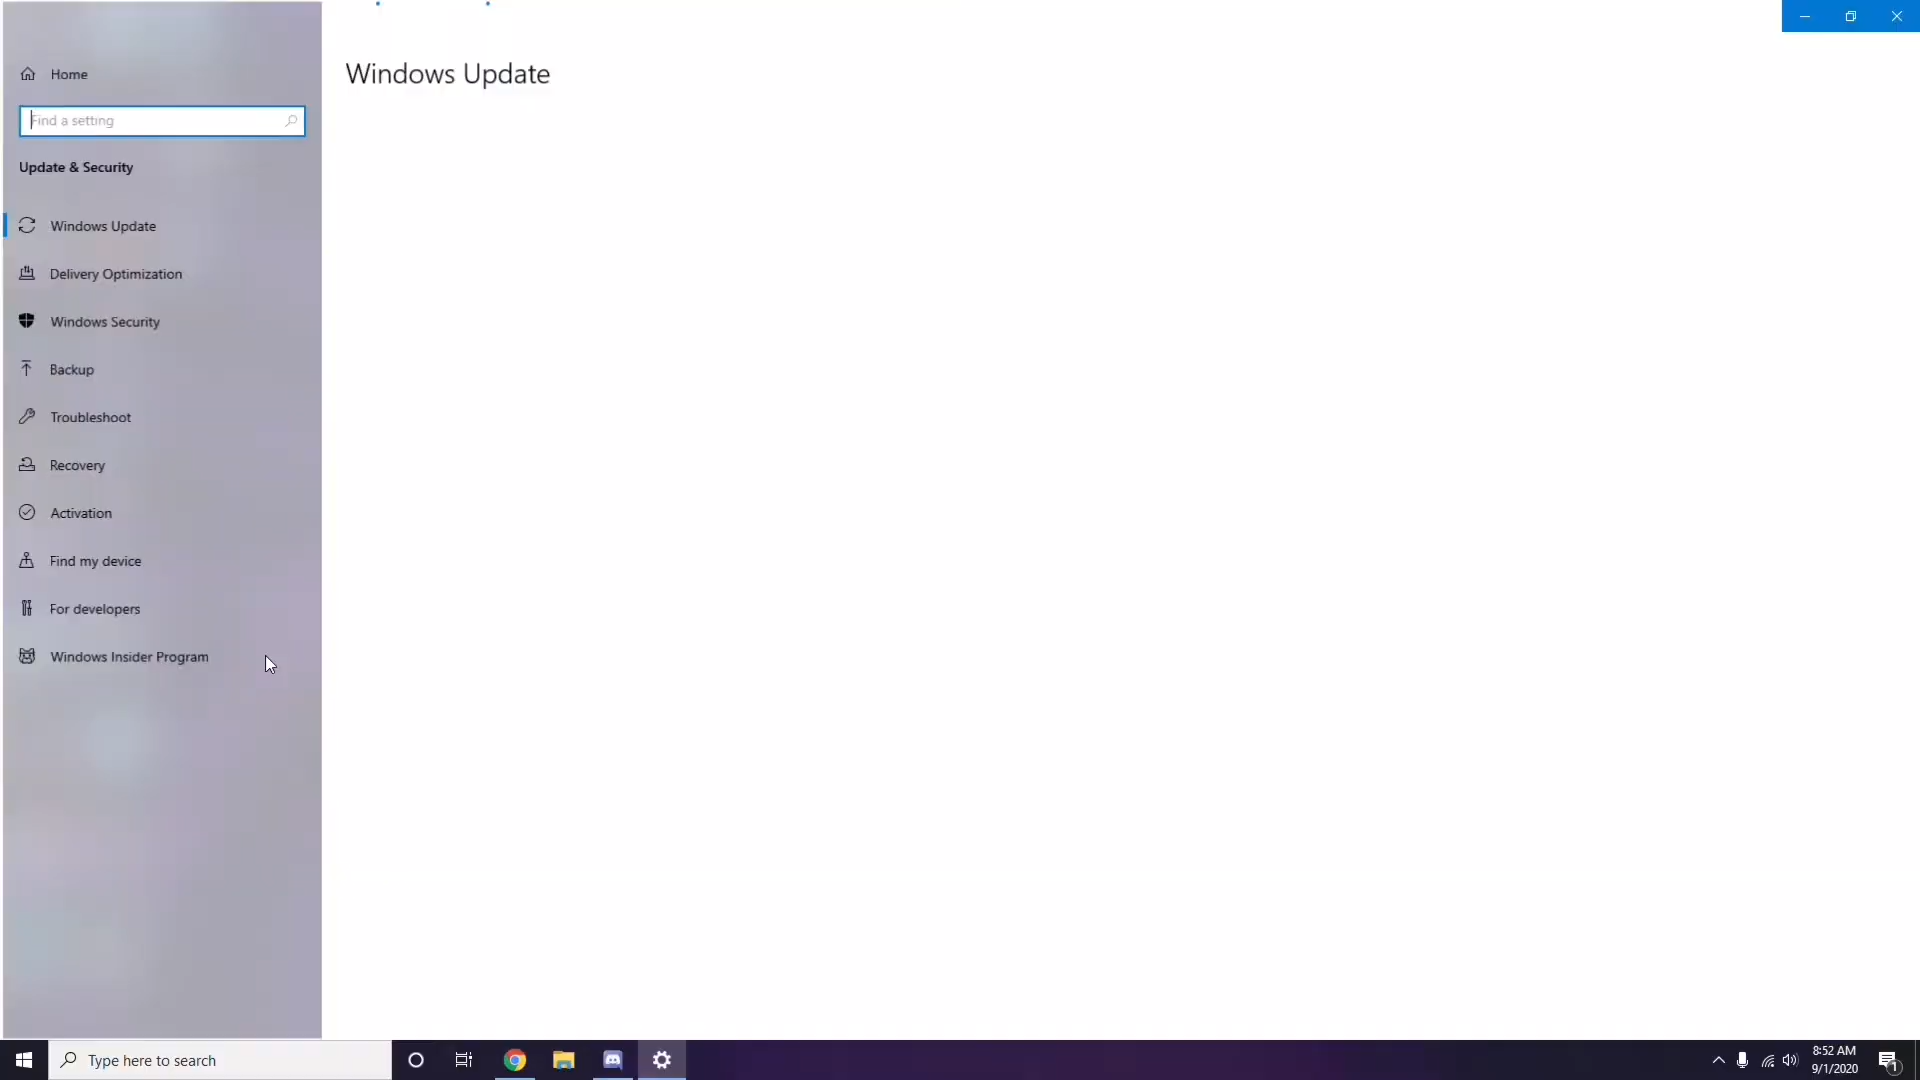 Home
Windows Update
Find a setting
Update & Security
Windows Update
Delivery Optimization
Windows Security
Backup
Troubleshoot
Recovery
Activation
Find my device
For developers
Windows Insider Program
Type here to search
8:52 AM
9/1/2020
1